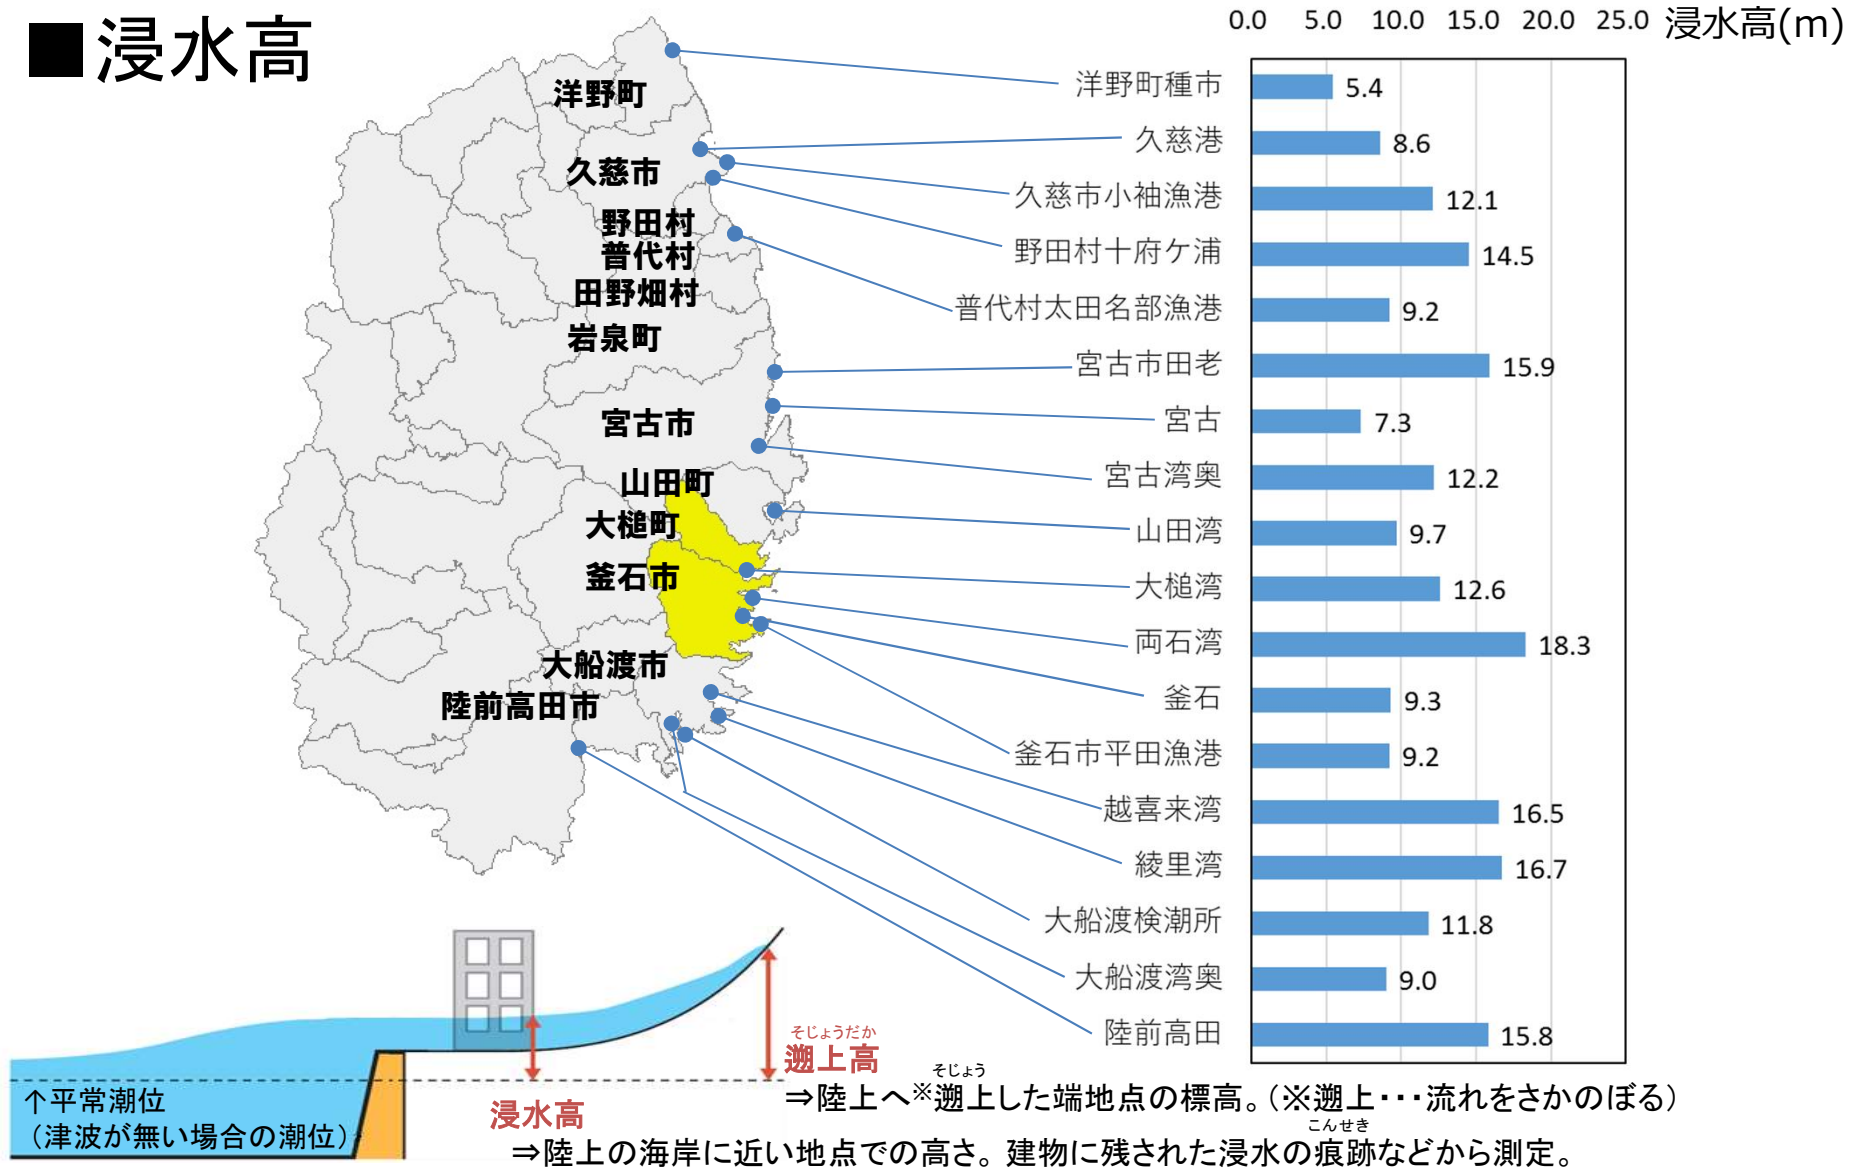 ■浸水高
0.0 5.0 10.0 15.0 20.0 25.0 浸水高(m)
洋野町
久慈市
野田村
普代村
田野畑村
岩泉町
宮古市
山田町
大槌町
釜石市
大船渡市
陸前高田市
洋野町種市 5.4
久慈港 8.6
久慈市小袖漁港 12.1
野田村十府ケ浦 14.5
普代村太田名部漁港 9.2
宮古市田老 15.9
宮古 7.3
宮古湾奥 12.2
山田湾 9.7
大槌湾 12.6
両石湾 18.3
釜石 9.3
釜石市平田漁港 9.2
越喜来湾 16.5
綾里湾 16.7
大船渡検潮所 11.8
大船渡湾奥 9.0
陸前高田 15.8
↑平常潮位
（津波が無い場合の潮位）
そじょうだか
遡上高
そじょう
⇒陸上へ※遡上した端地点の標高。（※遡上・・・流れをさかのぼる）
浸水高
こんせき
⇒陸上の海岸に近い地点での高さ。建物に残された浸水の痕跡などから測定。